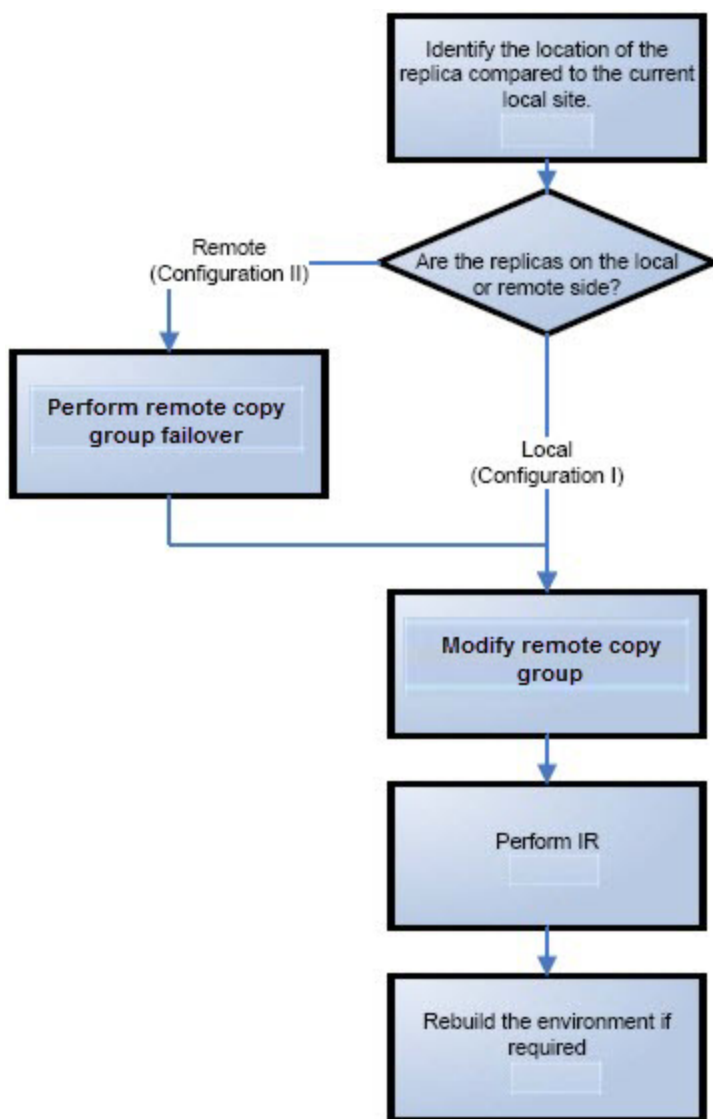 Identify the location of the
replica compared to the current
local site.
Are the replicas on the local
or remote side?
Remote
(Configuration II)
Perform remote copy
group failover
Local
(Configuration I)
Modify remote copy
group
Perform IR
Rebuild the environment if
required